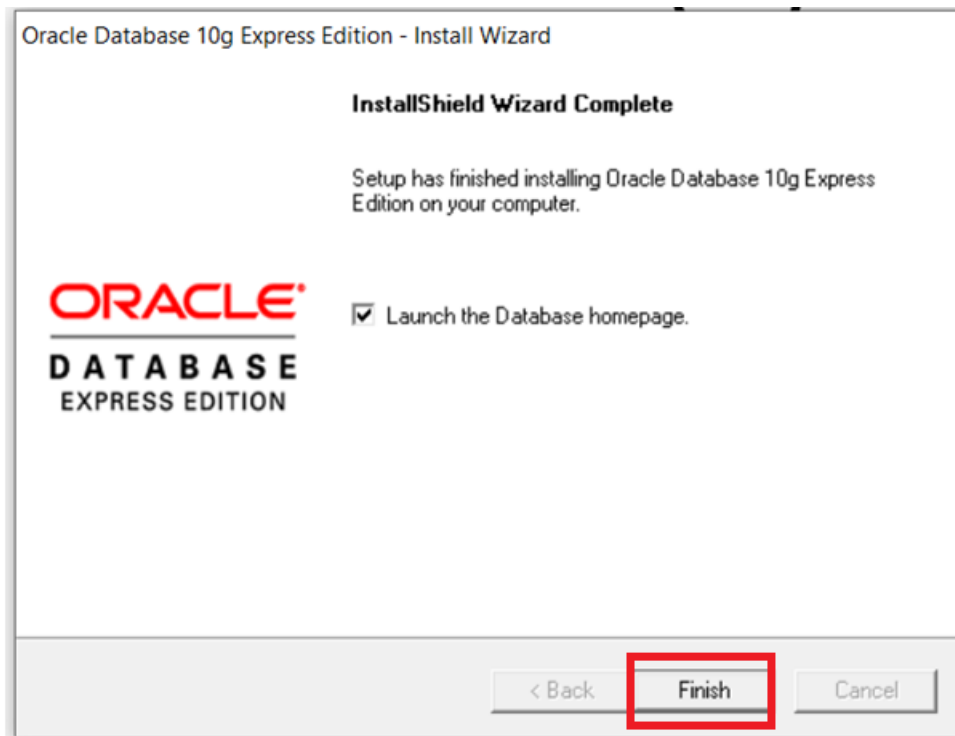 Oracle Database 10g Express Edition - Install Wizard
InstallShield Wizard Complete
Setup has finished installing Oracle Database 10g Express
Edition on your computer.
ORACLE
DATABASE
EXPRESS EDITION
Launch the Database homepage.
< Back
Finish
Cancel